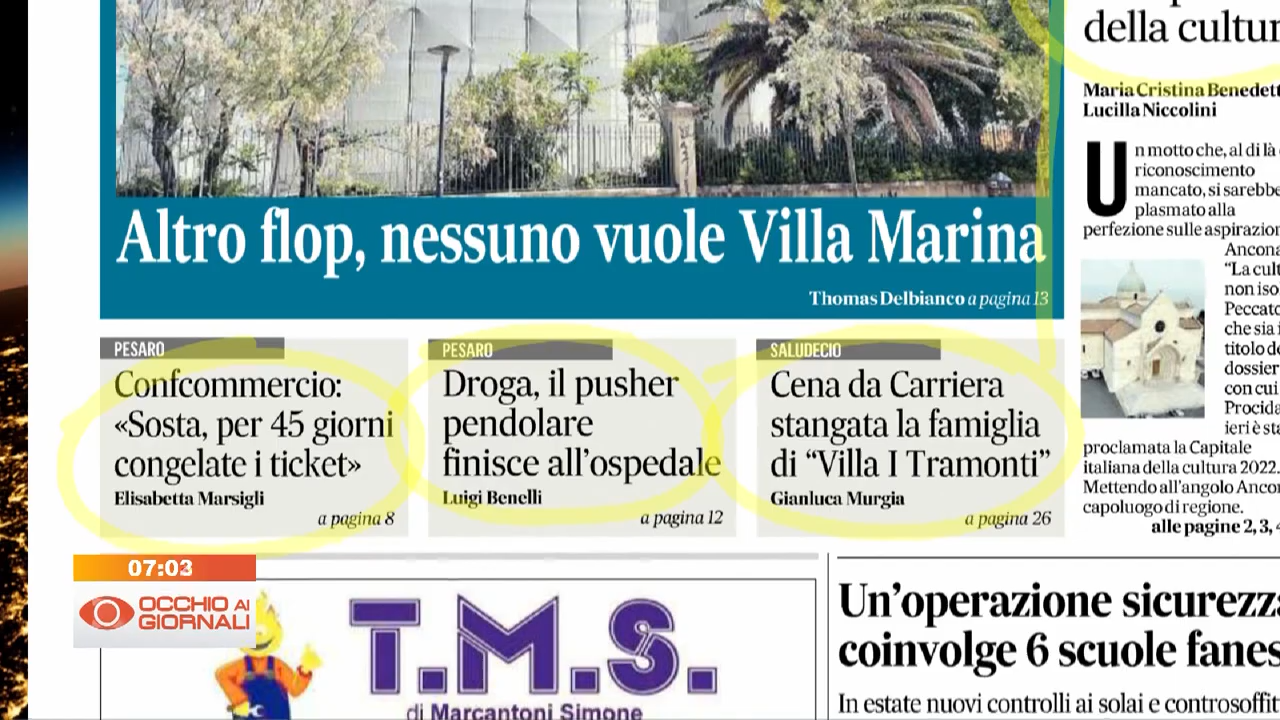 della cultur
Maria Cristina Benedett
Lucilla Niccolini
Un motto che, al di là
riconoscimento
mancato, si sarebbe
plasmato alla
perfezione sulle aspirazion
Ancona
“La cult
non isol
Peccato
che sia i
titolo de
dossier
con cui
Procida
ieri è sta
proclamata la Capitale
italiana della cultura 2022.
Mettendo all'angolo Ancor
capoluogo di regione.
alle pagine 2, 3, 4
Altro flop, nessuno vuole Villa Marina
Thomas Delbianco a pagina 13
PESARO
Confcommercio:
«Sosta, per 45 giorni
congelate i ticket»
Elisabetta Marsigli
a pagina 8
PESARO
Droga, il pusher
pendolare
finisce all'ospedale
Luigi Benelli
a pagina 12
SALUDECIO
Cena da Carriera
stangata la famiglia
di “Villa I Tramonti”
Gianluca Murgia
a pagina 26
07:03
OCCHIO AI
GIORNALI
T.M.S.
di Marcantoni Simone
Un'operazione sicurezza
coinvolge 6 scuole fanes
In estate nuovi controlli ai solai e controsoffit